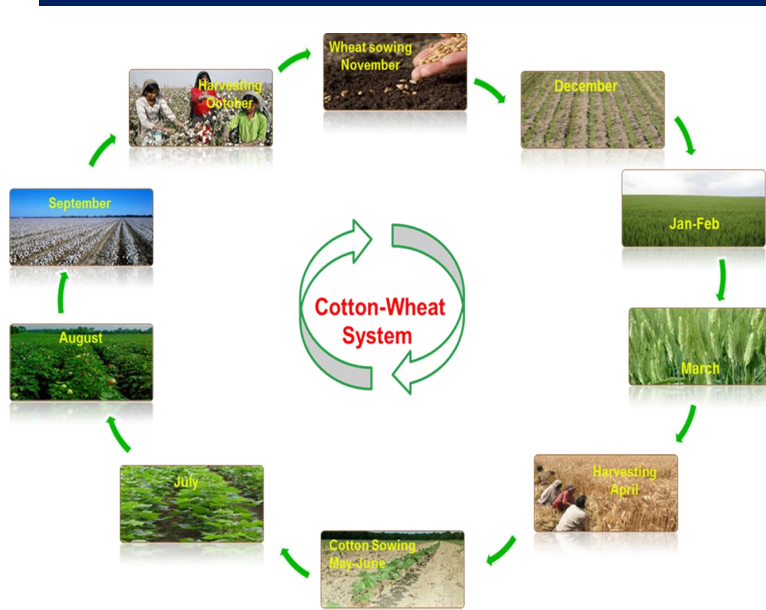 Wheat sowing
November
December
Jan-Feb
March
Harvesting
April
Cotton Sowing
May-June
July
August
September
Harvesting
October
Cotton-Wheat
System